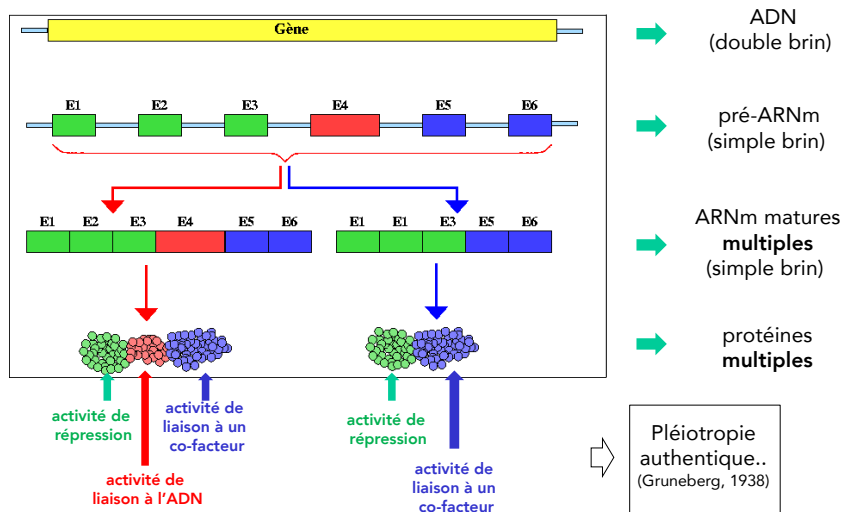 Gène
ADN
(double brin)
E1 E2 E3 E4 E5 E6
pré-ARNm
(simple brin)
E1 E2 E3 E4 E5 E6
E1 E1 E3 E5 E6
ARNm matures
multiples
(simple brin)
protéines
multiples
activité de
répression
activité de
liaison à un
co-facteur
activité de
liaison à l'ADN
activité de
répression
activité de
liaison à un
co-facteur
Pléiotropie
authentique..
(Gruneberg, 1938)